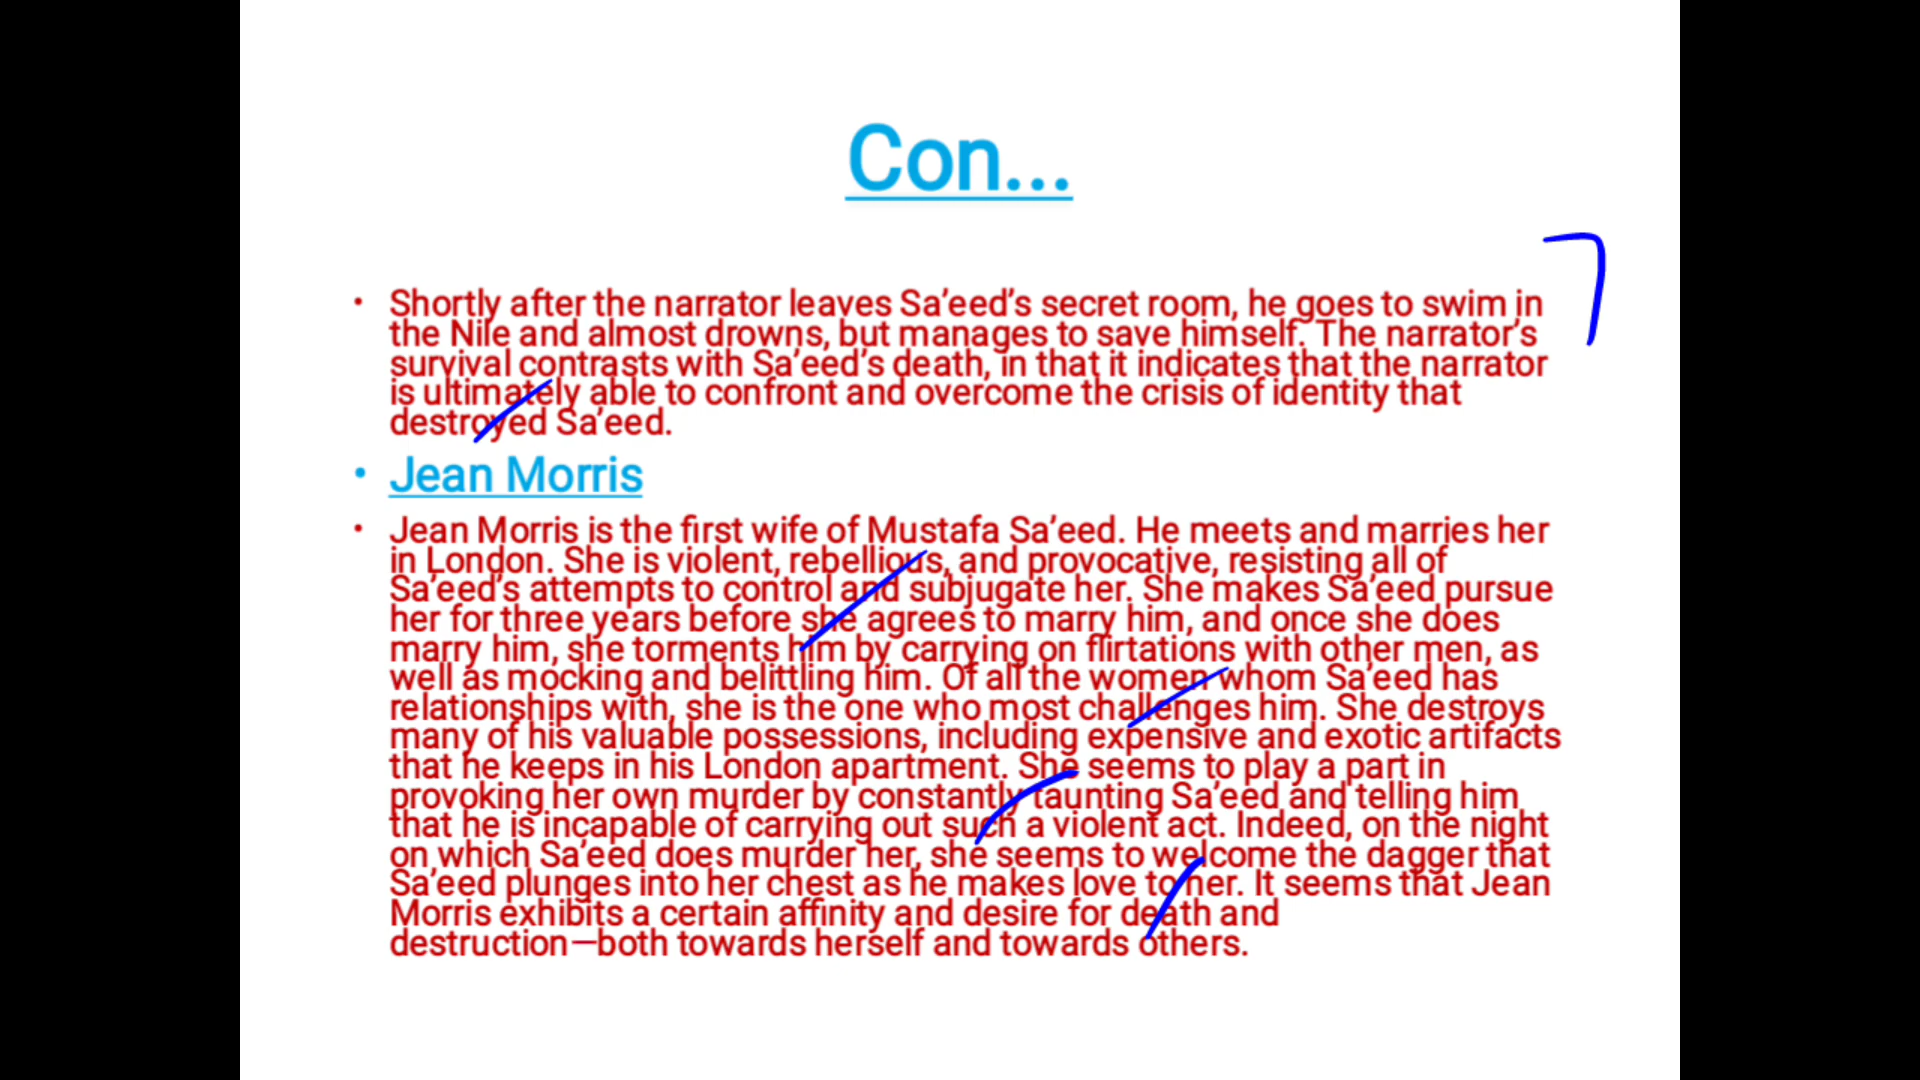 Con...
• Shortly after the narrator leaves Sa’eed’s secret room, he goes to swim in
the Nile and almost drowns, but manages to save himself. The narrator’s
survival contrasts with Sa’eed’s death, in that it indicates that the narrator
is ultimately able to confront and overcome the crisis of identity that
destroyed Sa’eed.
• Jean Morris
• Jean Morris is the first wife of Mustafa Sa’eed. He meets and marries her
in London. She is violent, rebellious, and provocative, resisting all of
Sa’eed’s attempts to control and subjugate her. She makes Sa’eed pursue
her for three years before she agrees to marry him, and once she does
marry him, she torments him by carrying on flirtations with other men, as
well as mocking and belittling him. Of all the women whom Sa’eed has
relationships with, she is the one who most challenges him. She destroys
many of his valuable possessions, including expensive and exotic artifacts
that he keeps in his London apartment. She seems to play a part in
provoking her own murder by constantly taunting Sa’eed and telling him
that he is incapable of carrying out such a violent act. Indeed, on the night
on which Sa’eed does murder her, she seems to welcome the dagger that
Sa’eed plunges into her chest as he makes love to her. It seems that Jean
Morris exhibits a certain affinity and desire for death and
destruction—both towards herself and towards others.